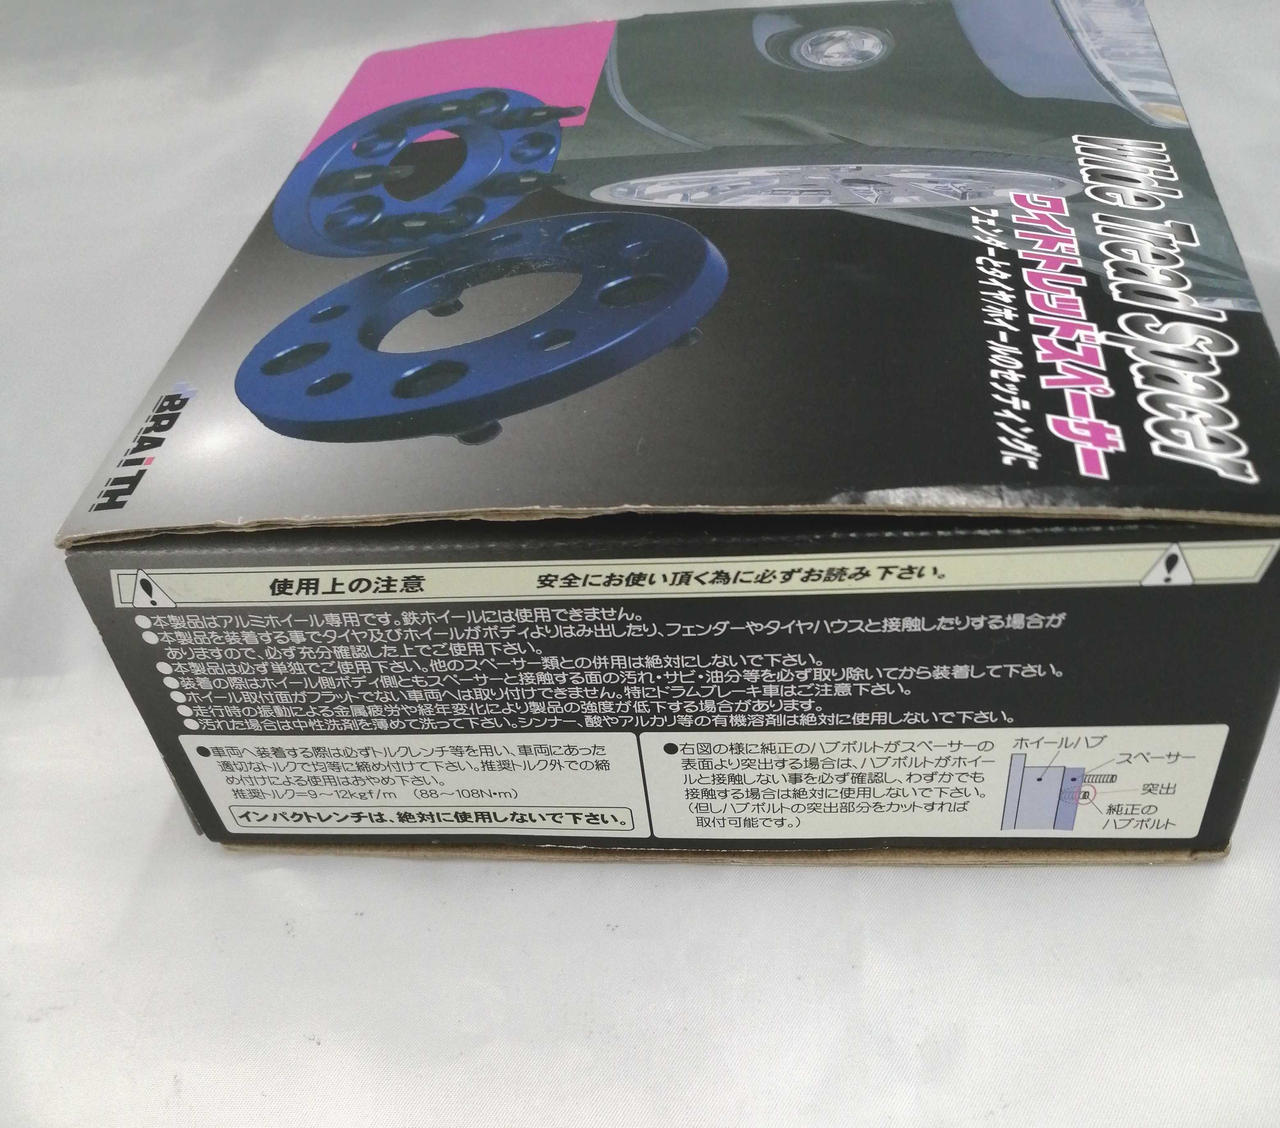 Wide Tread Spacer
ワイドトレッドスペーサー
フェンダーとタイヤホイールのセッティングに
BRAiTH
使用上の注意 安全にお使い頂く為に必ずお読み下さい。
●本製品はアルミホイール専用です。鉄ホイールには使用できません。
●本製品を装着する事でタイヤ及びホイールがボディよりはみ出したり、フェンダーやタイヤハウスと接触したりする場合が
ありますので、必ず充分確認した上でご使用下さい。
●本製品は必ず単独でご使用下さい。他のスペーサー類との併用は絶対にしないで下さい。
●装着の際はホイール側ボディ側ともスペーサーと接触する面の汚れ・サビ・油分等を必ず取り除いてから装着して下さい。
●ホイール取付面がフラットでない車両へは取り付けできません。特にドラムブレーキ車はご注意下さい。
●走行時の振動による金属疲労や経年変化により製品の強度が低下する場合があります。
●汚れた場合は中性洗剤を薄めて洗って下さい。シンナー、酸やアルカリ等の有機溶剤は絶対に使用しないで下さい。
●車両へ装着する際は必ずトルクレンチ等を用い、車両にあった
適切なトルクで均等に締め付けて下さい。推奨トルク外での締
め付けによる使用はおやめ下さい。
推奨トルク=9〜12kgf/m (88〜108N•m)
インパクトレンチは、絶対に使用しないで下さい。
●右図の様に純正のハブボルトがスペーサーの
表面より突出する場合は、ハブボルトがホイー
ルと接触しない事を必ず確認し、わずかでも
接触する場合は絶対に使用しないで下さい。
(但しハブボルトの突出部分をカットすれば
取付可能です。)
ホイールハブ
スペーサー
突出
純正の
ハブボルト